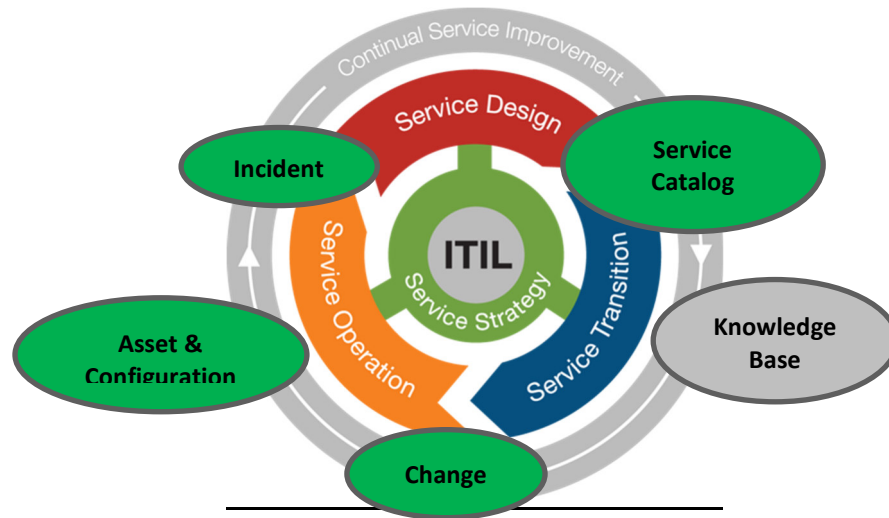 Continual Service Improvement
Service Design
Incident
Service
Catalog
ITIL
Service Strategy
Service Operation
Service Transition
Asset &
Configuration
Knowledge
Base
Change